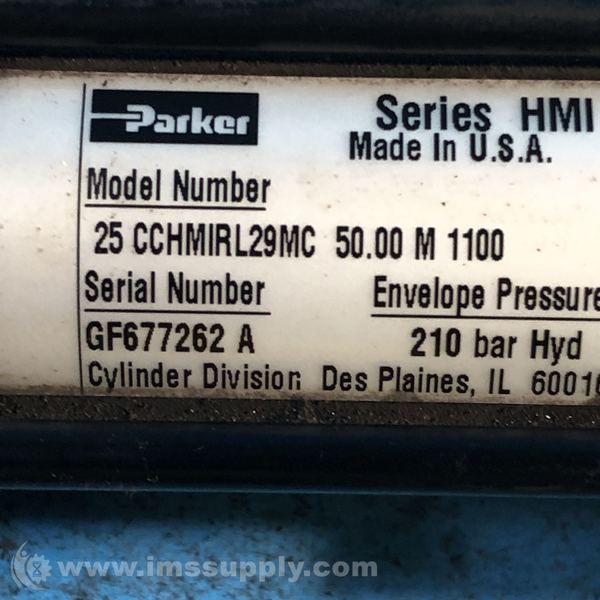 Parker
Series HMI
Made In U.S.A.
Model Number
25 CCHMIRL29MC 50.00 M 1100
Serial Number
Envelope Pressure
GF677262 A
210 bar Hyd
Cylinder Division Des Plaines, IL
www.imssupply.com